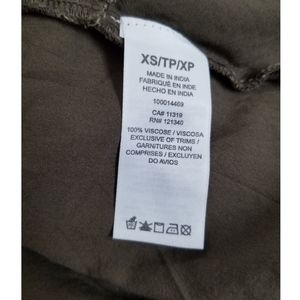 XS/TP/XP
MADE IN INDIA
FABRIQUÉ EN INDE
HECHO EN INDIA
100014469
CA# 11319
RN# 121340
100% VISCOSE / VISCOSA
EXCLUSIVE OF TRIMS /
GARNITURES NON
COMPRISES / EXCLUYEN
DO AVIOS